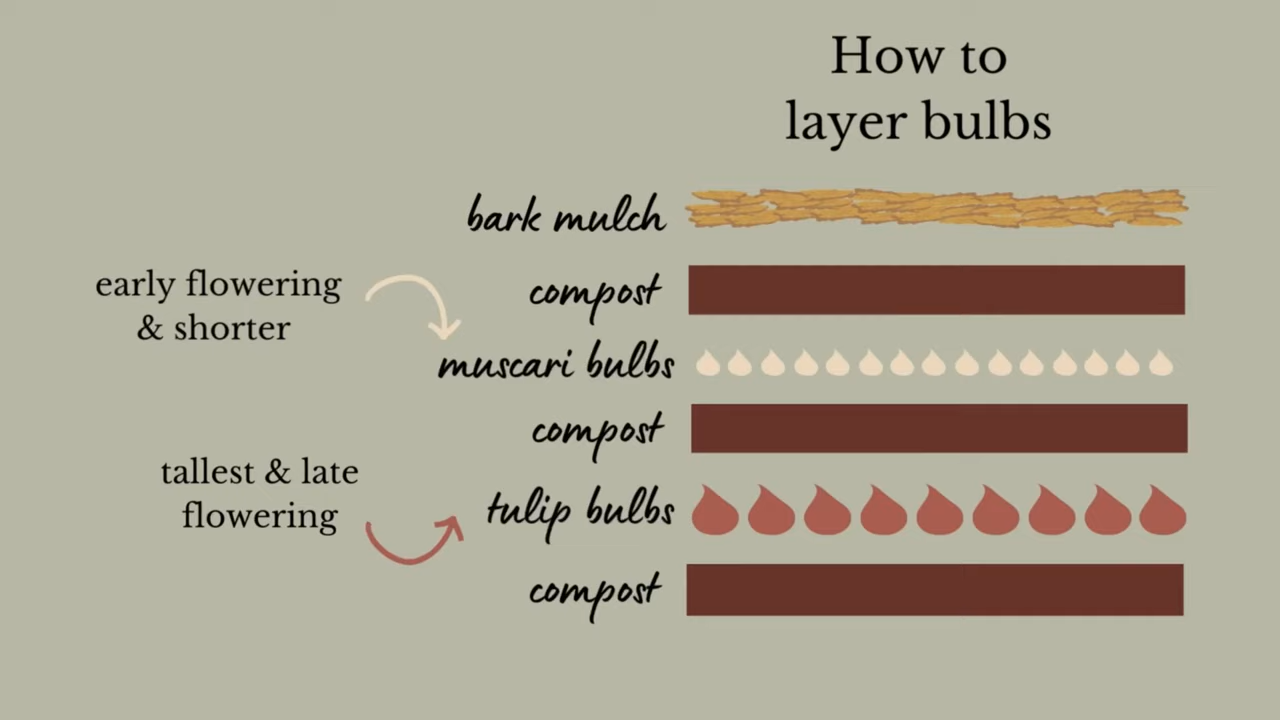 How to
layer bulbs
bark mulch
compost
early flowering
& shorter
muscari bulbs
compost
tallest & late
flowering
tulip bulbs
compost